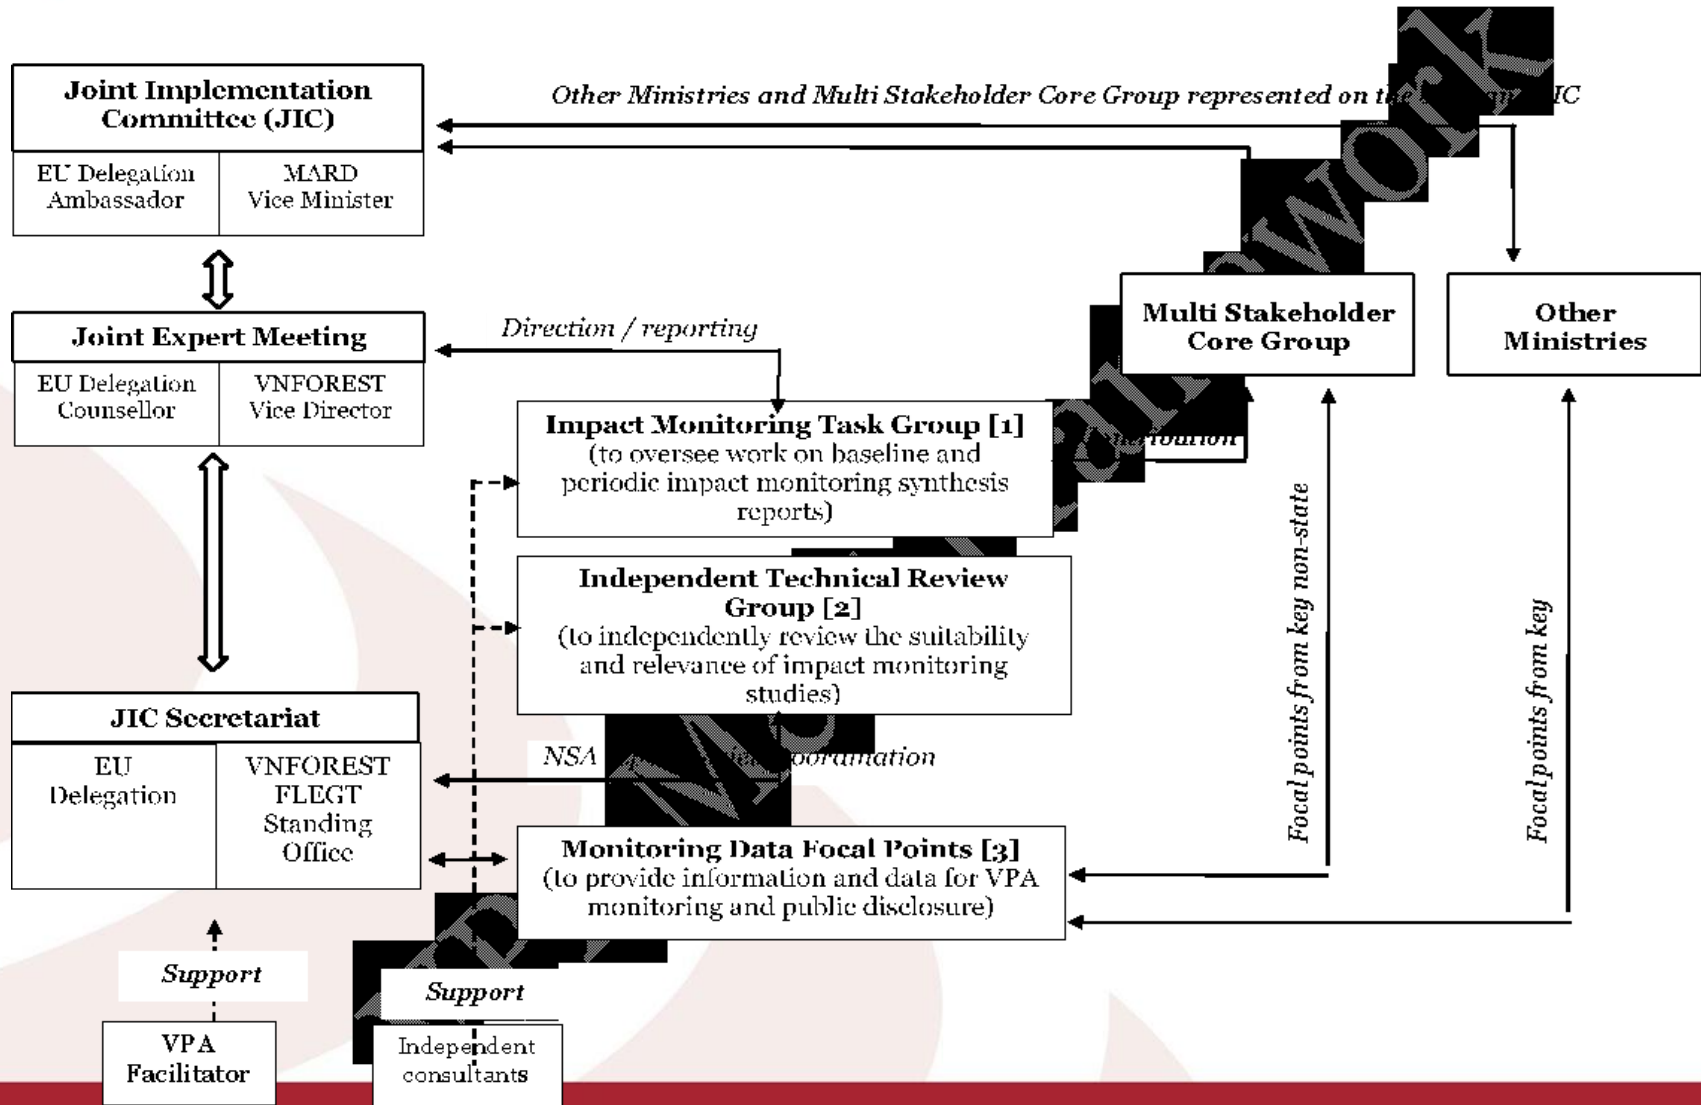 Joint Implementation
Committee (JIC)
EU Delegation
Ambassador
MARD
Vice Minister
Other Ministries and Multi Stakeholder Core Group represented on
Joint Expert Meeting
EU Delegation
Counsellor
VNFOREST
Vice Director
Direction / reporting
Multi Stakeholder
Core Group
Other
Ministries
Impact Monitoring Task Group [1]
(to oversee work on baseline and
periodic impact monitoring synthesis
reports)
Independent Technical Review
Group [2]
(to independently review the suitability
and relevance of impact monitoring
studies)
Focal points from key non-state
Focal points from key
JIC Secretariat
EU
Delegation
VNFOREST
FLEGT
Standing
Office
NSA
Monitoring Data Focal Points [3]
(to provide information and data for VPA
monitoring and public disclosure)
Support
Support
VPA
Facilitator
Independent
consultants